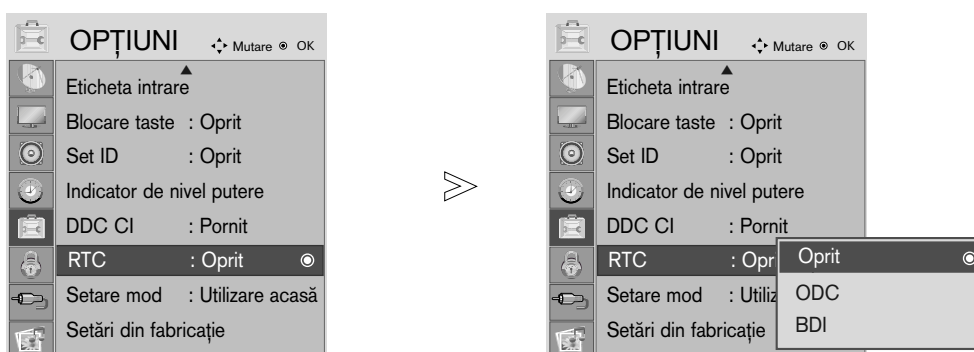 OPȚIUNI Mutare OK
Eticheta intrare
Blocare taste : Oprit
Set ID : Oprit
Indicator de nivel putere
DDC CI : Pornit
RTC : Oprit
Setare mod : Utilizare acasă
Setări din fabricație
OPȚIUNI Mutare OK
Eticheta intrare
Blocare taste : Oprit
Set ID : Oprit
Indicator de nivel putere
DDC CI : Pornit
RTC : Opr
Setare mod : Utiliz
Setări din fabricație
Oprit
ODC
BDI